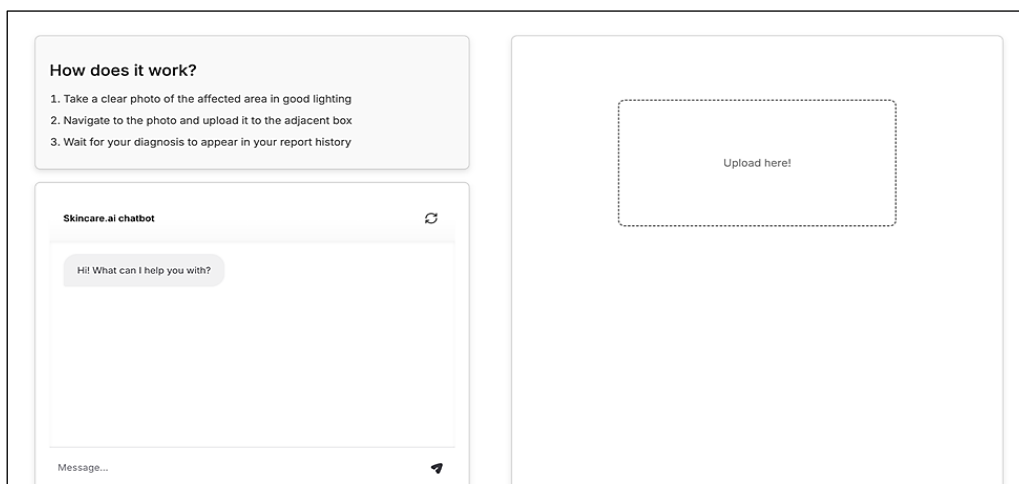 How does it work?
1. Take a clear photo of the affected area in good lighting
2. Navigate to the photo and upload it to the adjacent box
3. Wait for your diagnosis to appear in your report history
Skincare.ai chatbot
Hi! What can I help you with?
Message...
Upload here!